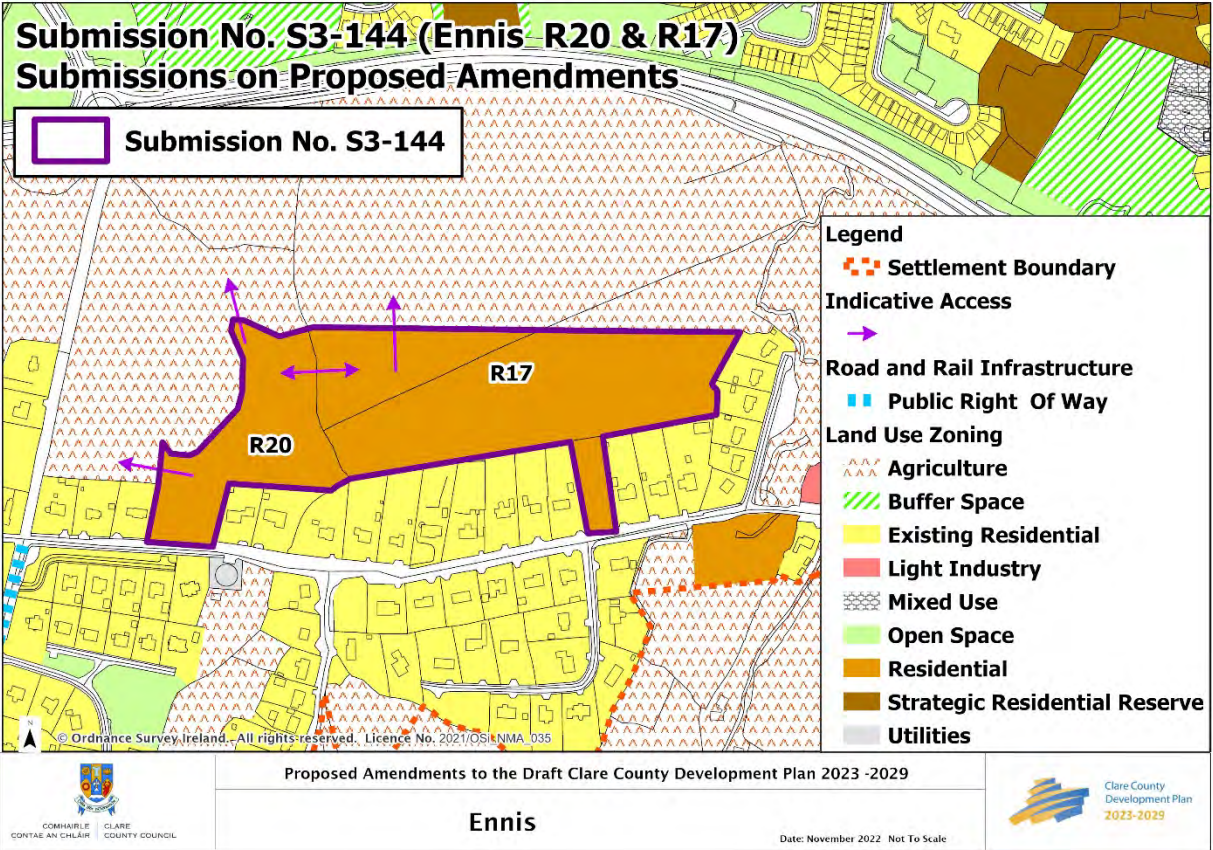 Submission No. S3-144 (Ennis R20 & R17)
Submissions on Proposed Amendments
Submission No. S3-144
Legend
Settlement Boundary
Indicative Access
Road and Rail Infrastructure
Public Right Of Way
Land Use Zoning
Agriculture
Buffer Space
Existing Residential
Light Industry
Mixed Use
Open Space
Residential
Strategic Residential Reserve
Utilities
R17
R20
N
© Ordnance Survey Ireland. All rights reserved. Licence No. 2021/OSi_NMA_035
Proposed Amendments to the Draft Clare County Development Plan 2023 -2029
Ennis
Date: November 2022 Not To Scale
COMHAIRLE CLARE
CONTAE AN CHLÁIR COUNTY COUNCIL
Clare County
Development Plan
2023-2029